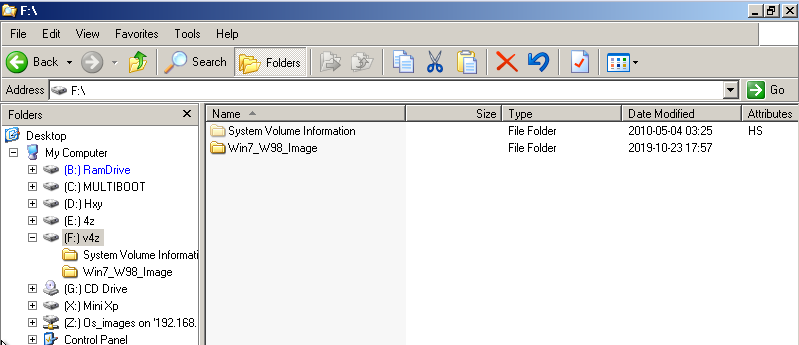 F:\
File Edit View Favorites Tools Help
Back Search Folders
Address F:\ Go
Folders
Desktop
My Computer
(B:) RamDrive
(C:) MULTIBOOT
(D:) Hxy
(E:) 4z
(F:) v4z
System Volume Informati
Win7_W98_Image
(G:) CD Drive
(X:) Mini Xp
(Z:) Os_images on '192.168.
Control Panel
Name Size Type Date Modified Attributes
System Volume Information File Folder 2010-05-04 03:25 HS
Win7_W98_Image File Folder 2019-10-23 17:57